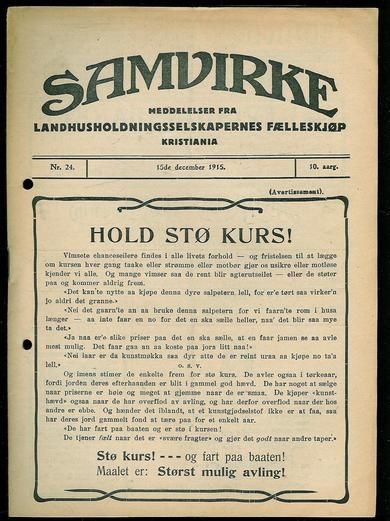 SAMVIRKE
MEDDELELSER FRA
LANDHUSHOLDNINGSSELSKAPERNES FÆLLESKJØP
KRISTIANIA
Nr. 24.
15de december 1915.
10. aarg.
(Avertissement).
HOLD STØ KURS!
Vimsete chanceseilere findes i alle livets forhold — og fristelsen til at lægge
om kursen hver gang taake eller strømme eller motbør gjør os usikre eller motløse
kjender vi alle. Og mange vimser saa de rent blir agterutseilet — eller de støter
paa og kommer aldrig frem.
«Det kan'te nytte aa kjøpe denna dyre salpetern lell, for er'e tørt saa virker'n
jo aldri det granne.»
«Nei det gaara'te an aa bruke denna salpetern for vi faara'te rom i husa
længer — aa inte faar en no for det en ska sælle heller, naa' det blir saa mye
ta det.»
«Ja naa er'e slike priser paa det en ska sælle, at en faar jamen se aa avle
mest mulig. Det faar gaa an aa koste paa jora litt naa!»
«Nei laar er da kunstmøkka saa dyr atte de er reint uraa aa kjøpe no ta'a
lell.» o. s. v.
Og imens stimer de enkelte frem for stø kurs. De avler ogsaa i tørkeaar,
fordi jorden deres efterhaanden er blit i gammel god hævd. De har noget at sælge
naar priserne er høie og meget at gjemme naar de er smaa. De kjøper «kunst-
hævd» ogsaa naar de har overflod av avling, og har derfor overflod naar de hos
andre er ebbe. Og hænder det iblandt, at et kunstgjødselstof ikke er at faa, saa
har deres jord gammelt fond at tære paa for et enkelt aar.
«De har fart paa baaten og er stø i kursen!
De tjener fælt naar det er «svære fragter» og gjør det godt naar andre taper.»
Stø kurs! --- og fart paa baaten!
Maalet er: Størst mulig avling!